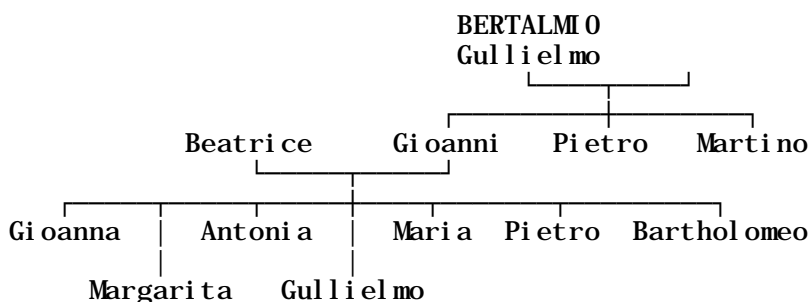 BERTALMIO
Gullielmo
Beatrice Gioanni Pietro Martino
Gioanna Antonia Maria Pietro Bartholomeo
Margarita Gullielmo